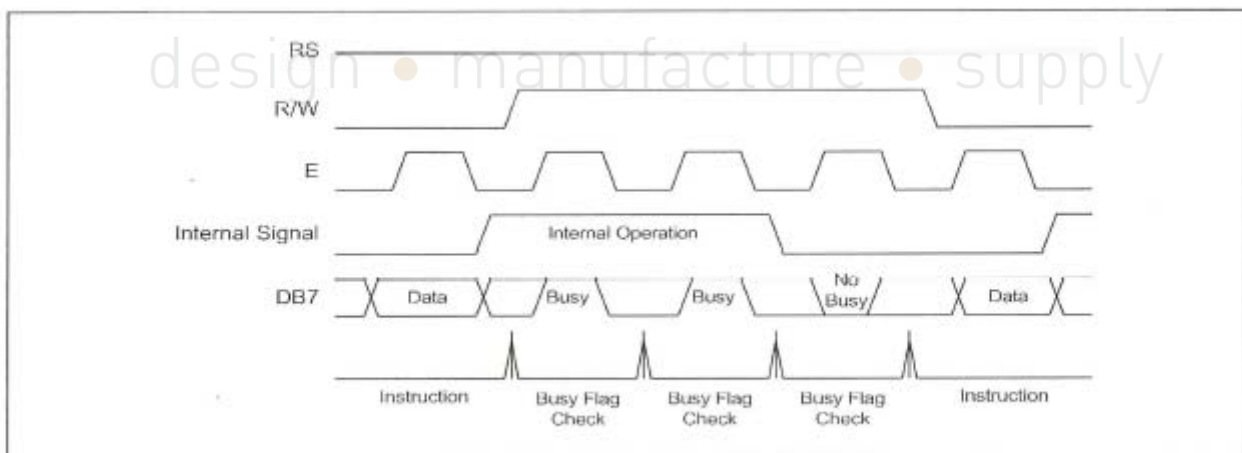 RS
design • manufacture • supply
R/W
E
Internal Signal
Internal Operation
DB7
Data
Busy
Busy
No
Busy
Data
Instruction
Busy Flag
Check
Busy Flag
Check
Busy Flag
Check
Instruction